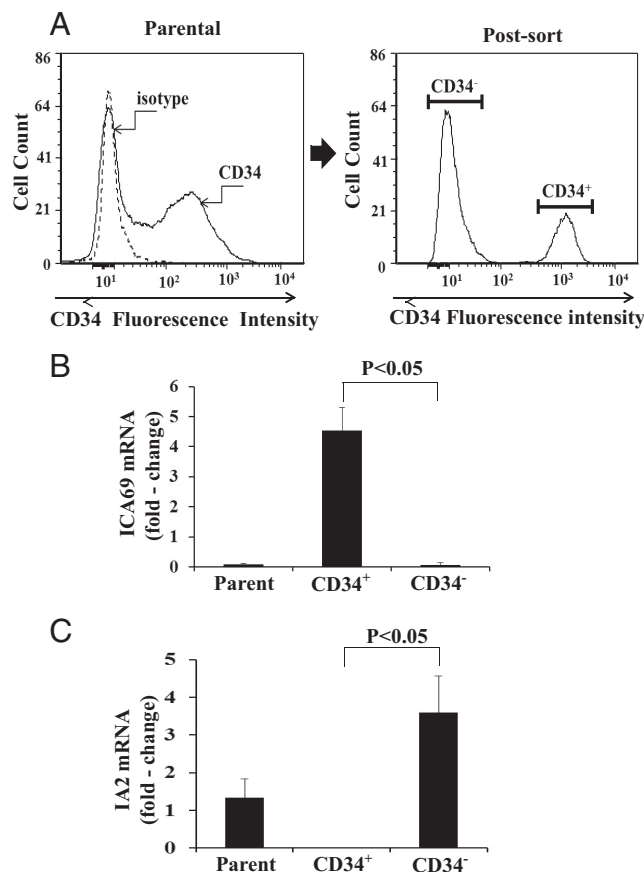 A
Parental
Post-sort
86
64
41
21
0
Cell Count
isotype
CD34
10¹ 10² 10³ 10⁴
CD34 Fluorescence Intensity
86
64
41
21
0
Cell Count
CD34⁻
CD34⁺
10¹ 10² 10³ 10⁴
CD34 Fluorescence intensity
B
P<0.05
ICA69 mRNA
(fold - change)
6
5
4
3
2
1
0
Parent CD34⁺ CD34⁻
C
P<0.05
IA2 mRNA
(fold - change)
5
4
3
2
1
0
Parent CD34⁺ CD34⁻